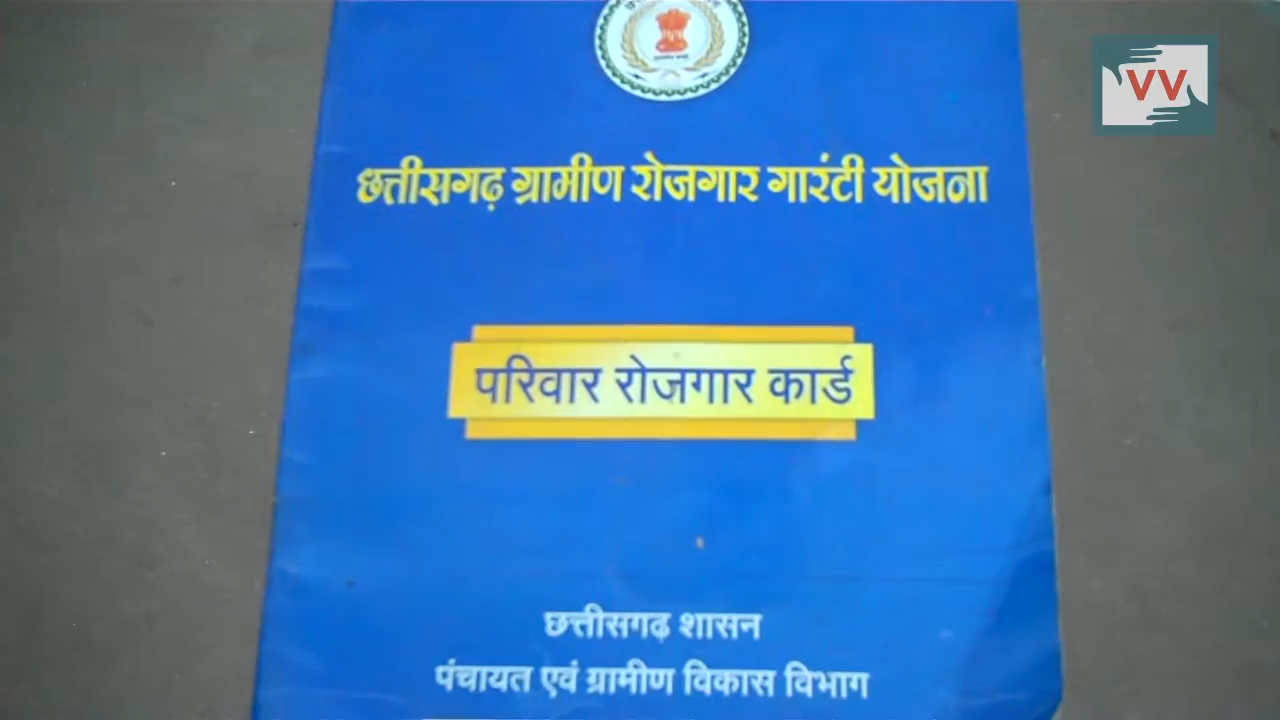 VV
छत्तीसगढ़ ग्रामीण रोजगार गारंटी योजना
परिवार रोजगार कार्ड
छत्तीसगढ़ शासन
पंचायत एवं ग्रामीण विकास विभाग